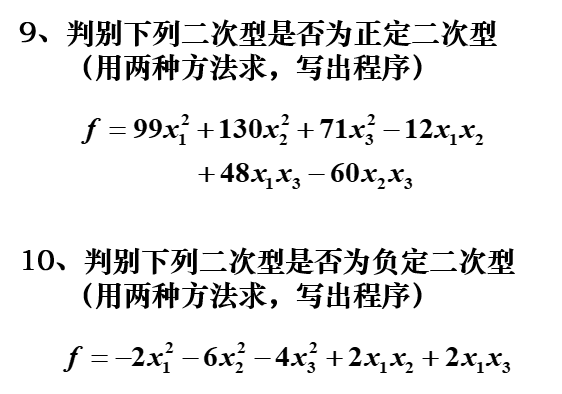 9、判别下列二次型是否为正定二次型
（用两种方法求，写出程序）
f = 99x₁² + 130x₂² + 71x₃² − 12x₁x₂
+ 48x₁x₃ − 60x₂x₃
10、判别下列二次型是否为负定二次型
（用两种方法求，写出程序）
f = −2x₁² − 6x₂² − 4x₃² + 2x₁x₂ + 2x₁x₃